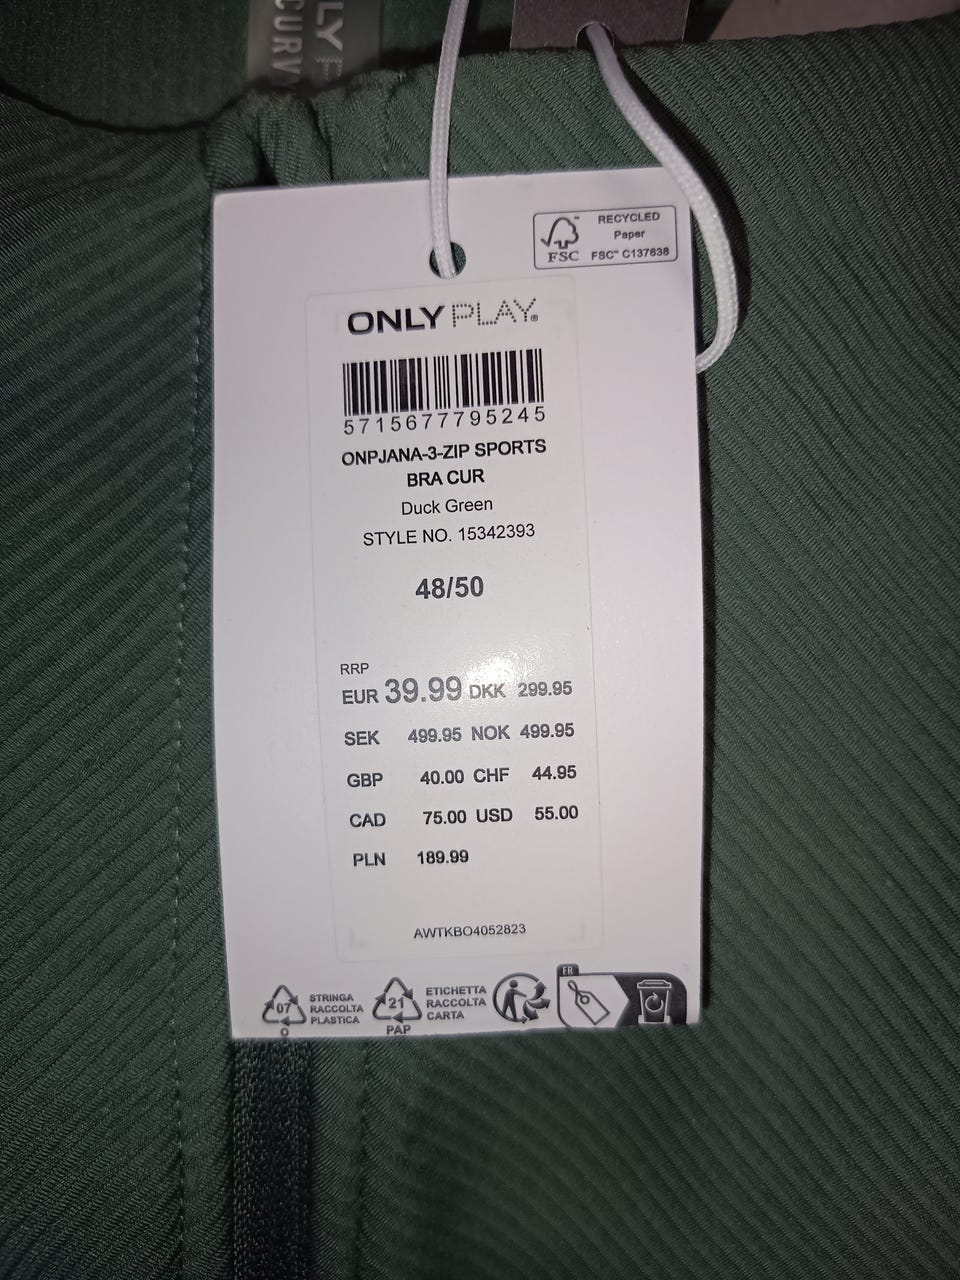 CURV
RECYCLED
Paper
FSC™ C137638
FSC
ONLY PLAY®
5715677795245
ONPJANA-3-ZIP SPORTS
BRA CUR
Duck Green
STYLE NO. 15342393
48/50
RRP
EUR 39.99 DKK 299.95
SEK 499.95 NOK 499.95
GBP 40.00 CHF 44.95
CAD 75.00 USD 55.00
PLN 189.99
AWTKBO4052823
FR
07
O
STRINGA
RACCOLTA
PLASTICA
21
PAP
ETICHETTA
RACCOLTA
CARTA